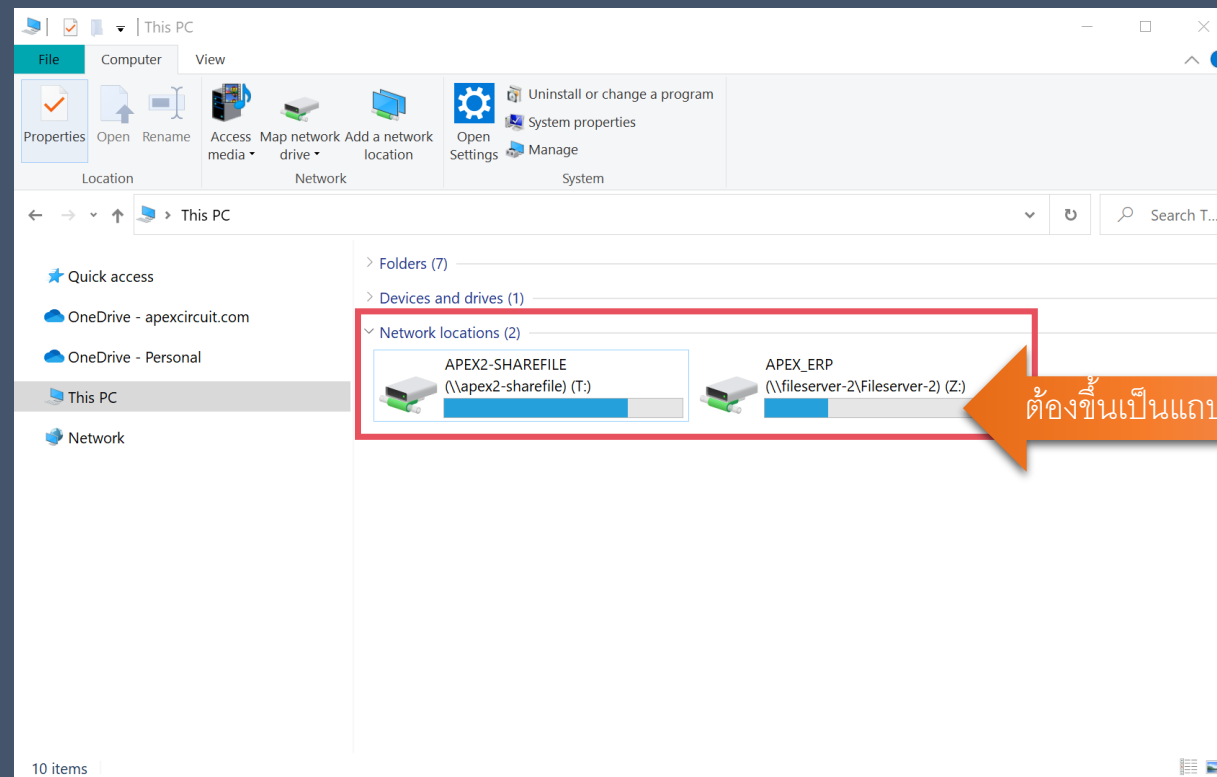 This PC
File Computer View
Properties Open Rename Access media Map network drive Add a network location Open Settings
Uninstall or change a program
System properties
Manage
Location Network System
This PC Search T...
Quick access
OneDrive - apexcircuit.com
OneDrive - Personal
This PC
Network
Folders (7)
Devices and drives (1)
Network locations (2)
APEX2-SHAREFILE
(\\apex2-sharefile) (T:)
APEX_ERP
(\\fileserver-2\Fileserver-2) (Z:)
ต้องขึ้นเป็นแถบ
10 items